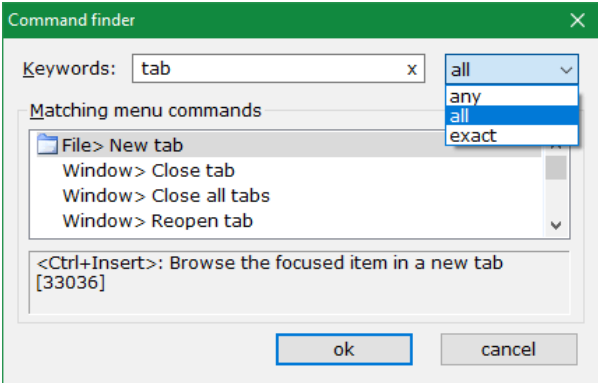 Command finder
Keywords: tab x all
any
all
exact
Matching menu commands
File> New tab
Window> Close tab
Window> Close all tabs
Window> Reopen tab
<Ctrl+Insert>: Browse the focused item in a new tab
[33036]
ok cancel